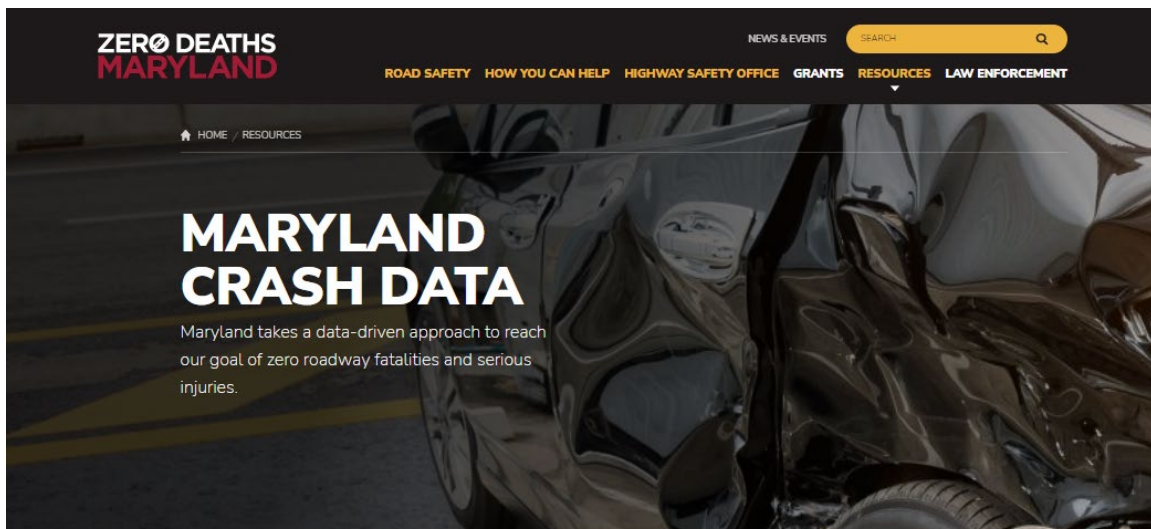 ZERØ DEATHS
MARYLAND
NEWS & EVENTS
SEARCH
ROAD SAFETY HOW YOU CAN HELP HIGHWAY SAFETY OFFICE GRANTS RESOURCES LAW ENFORCEMENT
HOME / RESOURCES
MARYLAND
CRASH DATA
Maryland takes a data-driven approach to reach
our goal of zero roadway fatalities and serious
injuries.